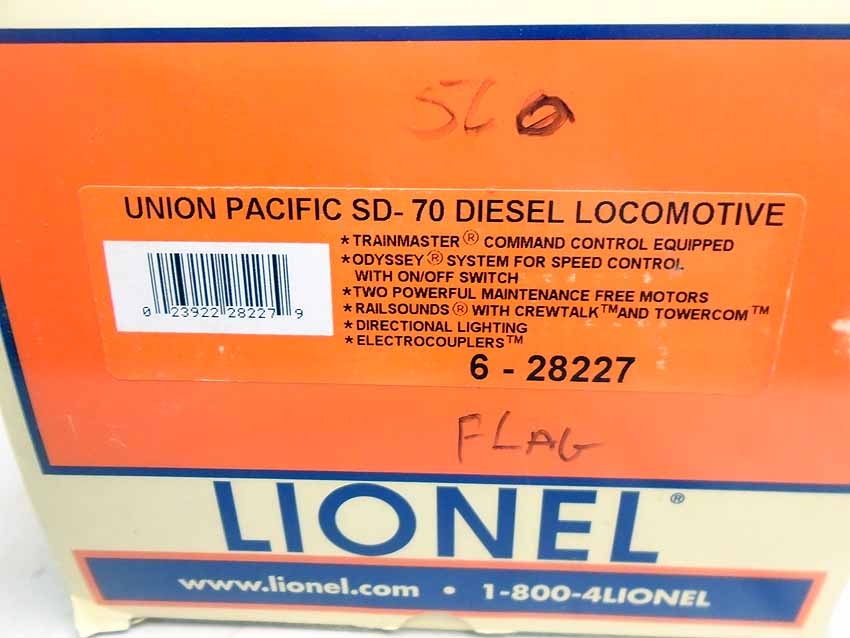 560
UNION PACIFIC SD- 70 DIESEL LOCOMOTIVE
*TRAINMASTER® COMMAND CONTROL EQUIPPED
*ODYSSEY® SYSTEM FOR SPEED CONTROL
WITH ON/OFF SWITCH
*TWO POWERFUL MAINTENANCE FREE MOTORS
*RAILSOUNDS® WITH CREWTALK™AND TOWERCOM™
*DIRECTIONAL LIGHTING
*ELECTROCOUPLERS™
0 23922 28227 9
6 - 28227
FLAG
LIONEL®
www.lionel.com • 1-800-4LIONEL